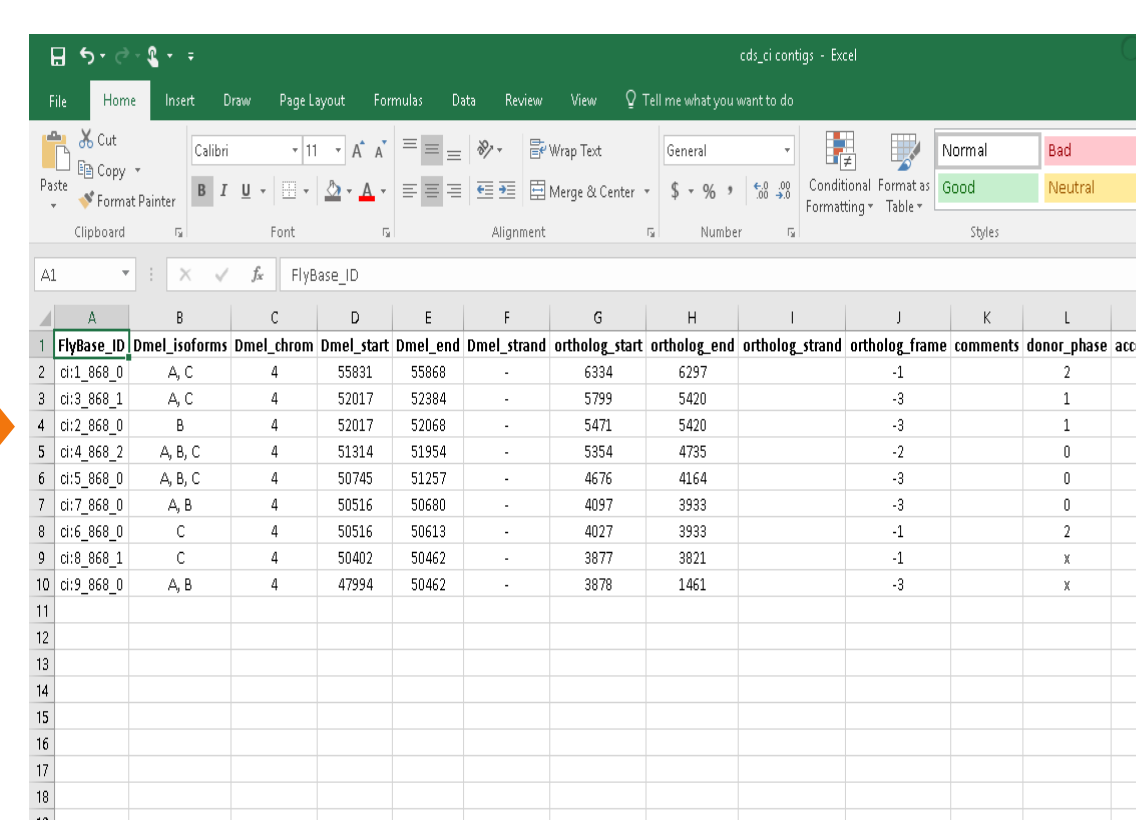 cds_ci contigs - Excel
File Home Insert Draw Page Layout Formulas Data Review View Tell me what you want to do
Cut
Copy
Format Painter
Paste
Calibri 11 A A
B I U A
Wrap Text
Merge & Center
General
$ % ,
Conditional Formatting
Format as Table
Normal Bad
Good Neutral
Clipboard Font Alignment Number Styles
A1 fx FlyBase_ID
A B C D E F G H I J K L
1 FlyBase_ID Dmel_isoforms Dmel_chrom Dmel_start Dmel_end Dmel_strand ortholog_start ortholog_end ortholog_strand ortholog_frame comments donor_phase acc
2 ci:1_868_0 A, C 4 55831 55868 - 6334 6297 -1 2
3 ci:3_868_1 A, C 4 52017 52384 - 5799 5420 -3 1
4 ci:2_868_0 B 4 52017 52068 - 5471 5420 -3 1
5 ci:4_868_2 A, B, C 4 51314 51954 - 5354 4735 -2 0
6 ci:5_868_0 A, B, C 4 50745 51257 - 4676 4164 -3 0
7 ci:7_868_0 A, B 4 50516 50680 - 4097 3933 -3 0
8 ci:6_868_0 C 4 50516 50613 - 4027 3933 -1 2
9 ci:8_868_1 C 4 50402 50462 - 3877 3821 -1 x
10 ci:9_868_0 A, B 4 47994 50462 - 3878 1461 -3 x
11
12
13
14
15
16
17
18